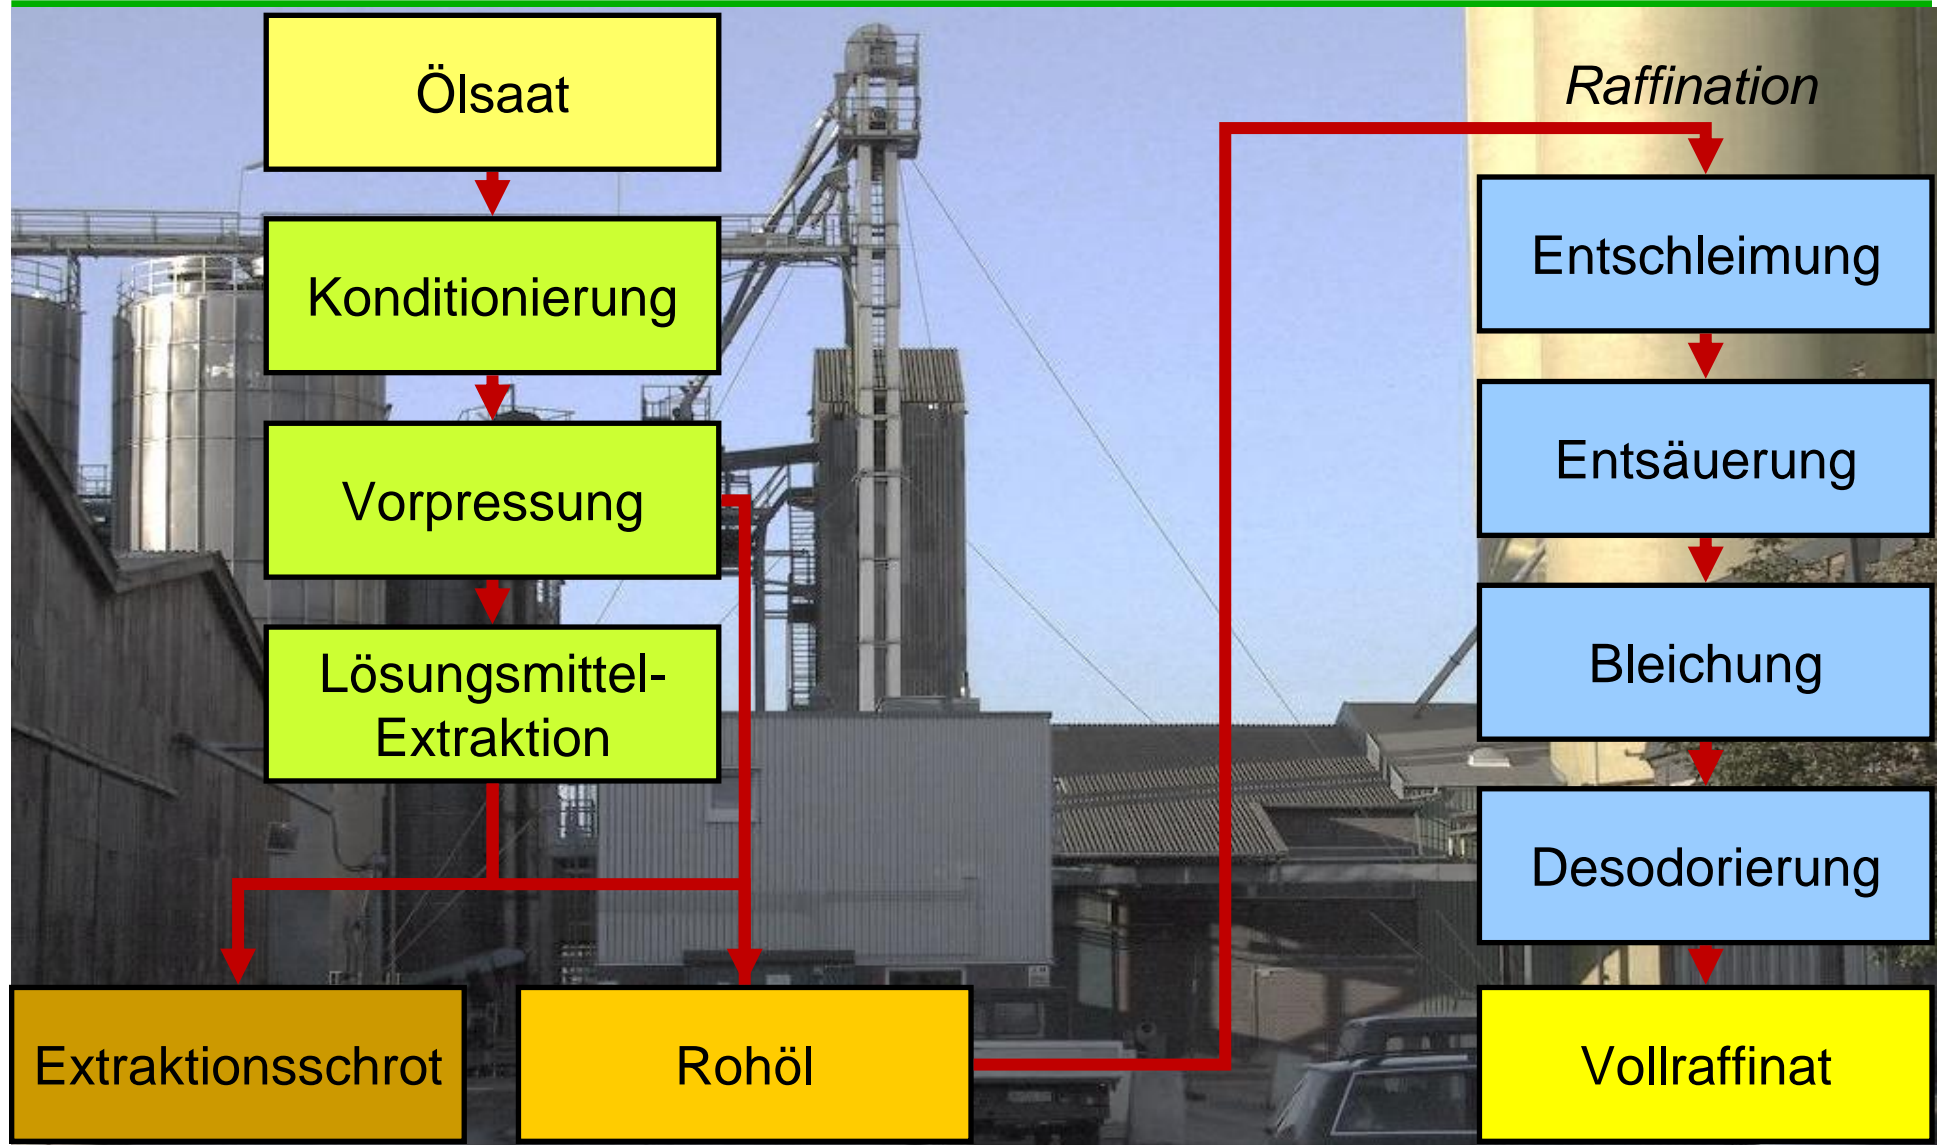 Ölsaat
Konditionierung
Vorpressung
Lösungsmittel-
Extraktion
Extraktionsschrot
Rohöl
Raffination
Entschleimung
Entsäuerung
Bleichung
Desodorierung
Vollraffinat